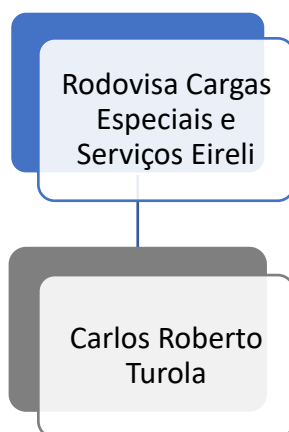 Rodovisa Cargas
Especiais e
Serviços Eireli
Carlos Roberto
Turola